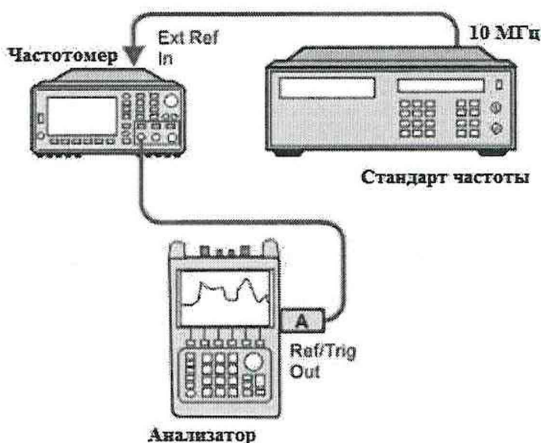 10 МГц
Ext Ref
In
Частотомер
Стандарт частоты
A
Ref/Trig
Out
Анализатор